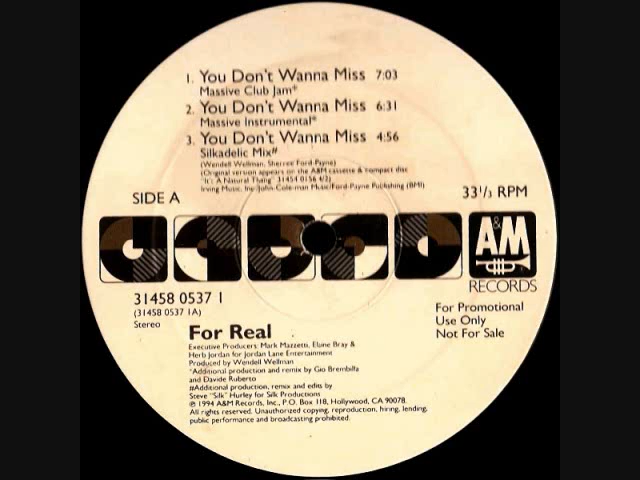 1. You Don't Wanna Miss 7:03
Massive Club Jam*
2. You Don't Wanna Miss 6:31
Massive Instrumental*
3. You Don't Wanna Miss 4:56
Silkadelic Mix#
(Wendell Wellman, Sherree Ford-Payne)
(Original version appears on the A&M cassette & compact disc
"It's A Natural Thang" 31454 0156 4/2)
Irving Music, Inc./John-Cole-man Music/Ford-Payne Publishing (BMI)
SIDE A
33 1/3 RPM
A&M
RECORDS
31458 0537 1
(31458 0537 1A)
Stereo
For Promotional
Use Only
Not For Sale
For Real
Executive Producers: Mark Mazzetti, Elaine Bray &
Herb Jordan for Jordan Lane Entertainment
Produced by Wendell Wellman
*Additional production and remix by Gio Brembilla
and Davide Ruberto
#Additional production, remix and edits by
Steve "Silk" Hurley for Silk Productions
℗ 1994 A&M Records, Inc., P.O. Box 118, Hollywood, CA 90078.
All rights reserved. Unauthorized copying, reproduction, hiring, lending,
public performance and broadcasting prohibited.